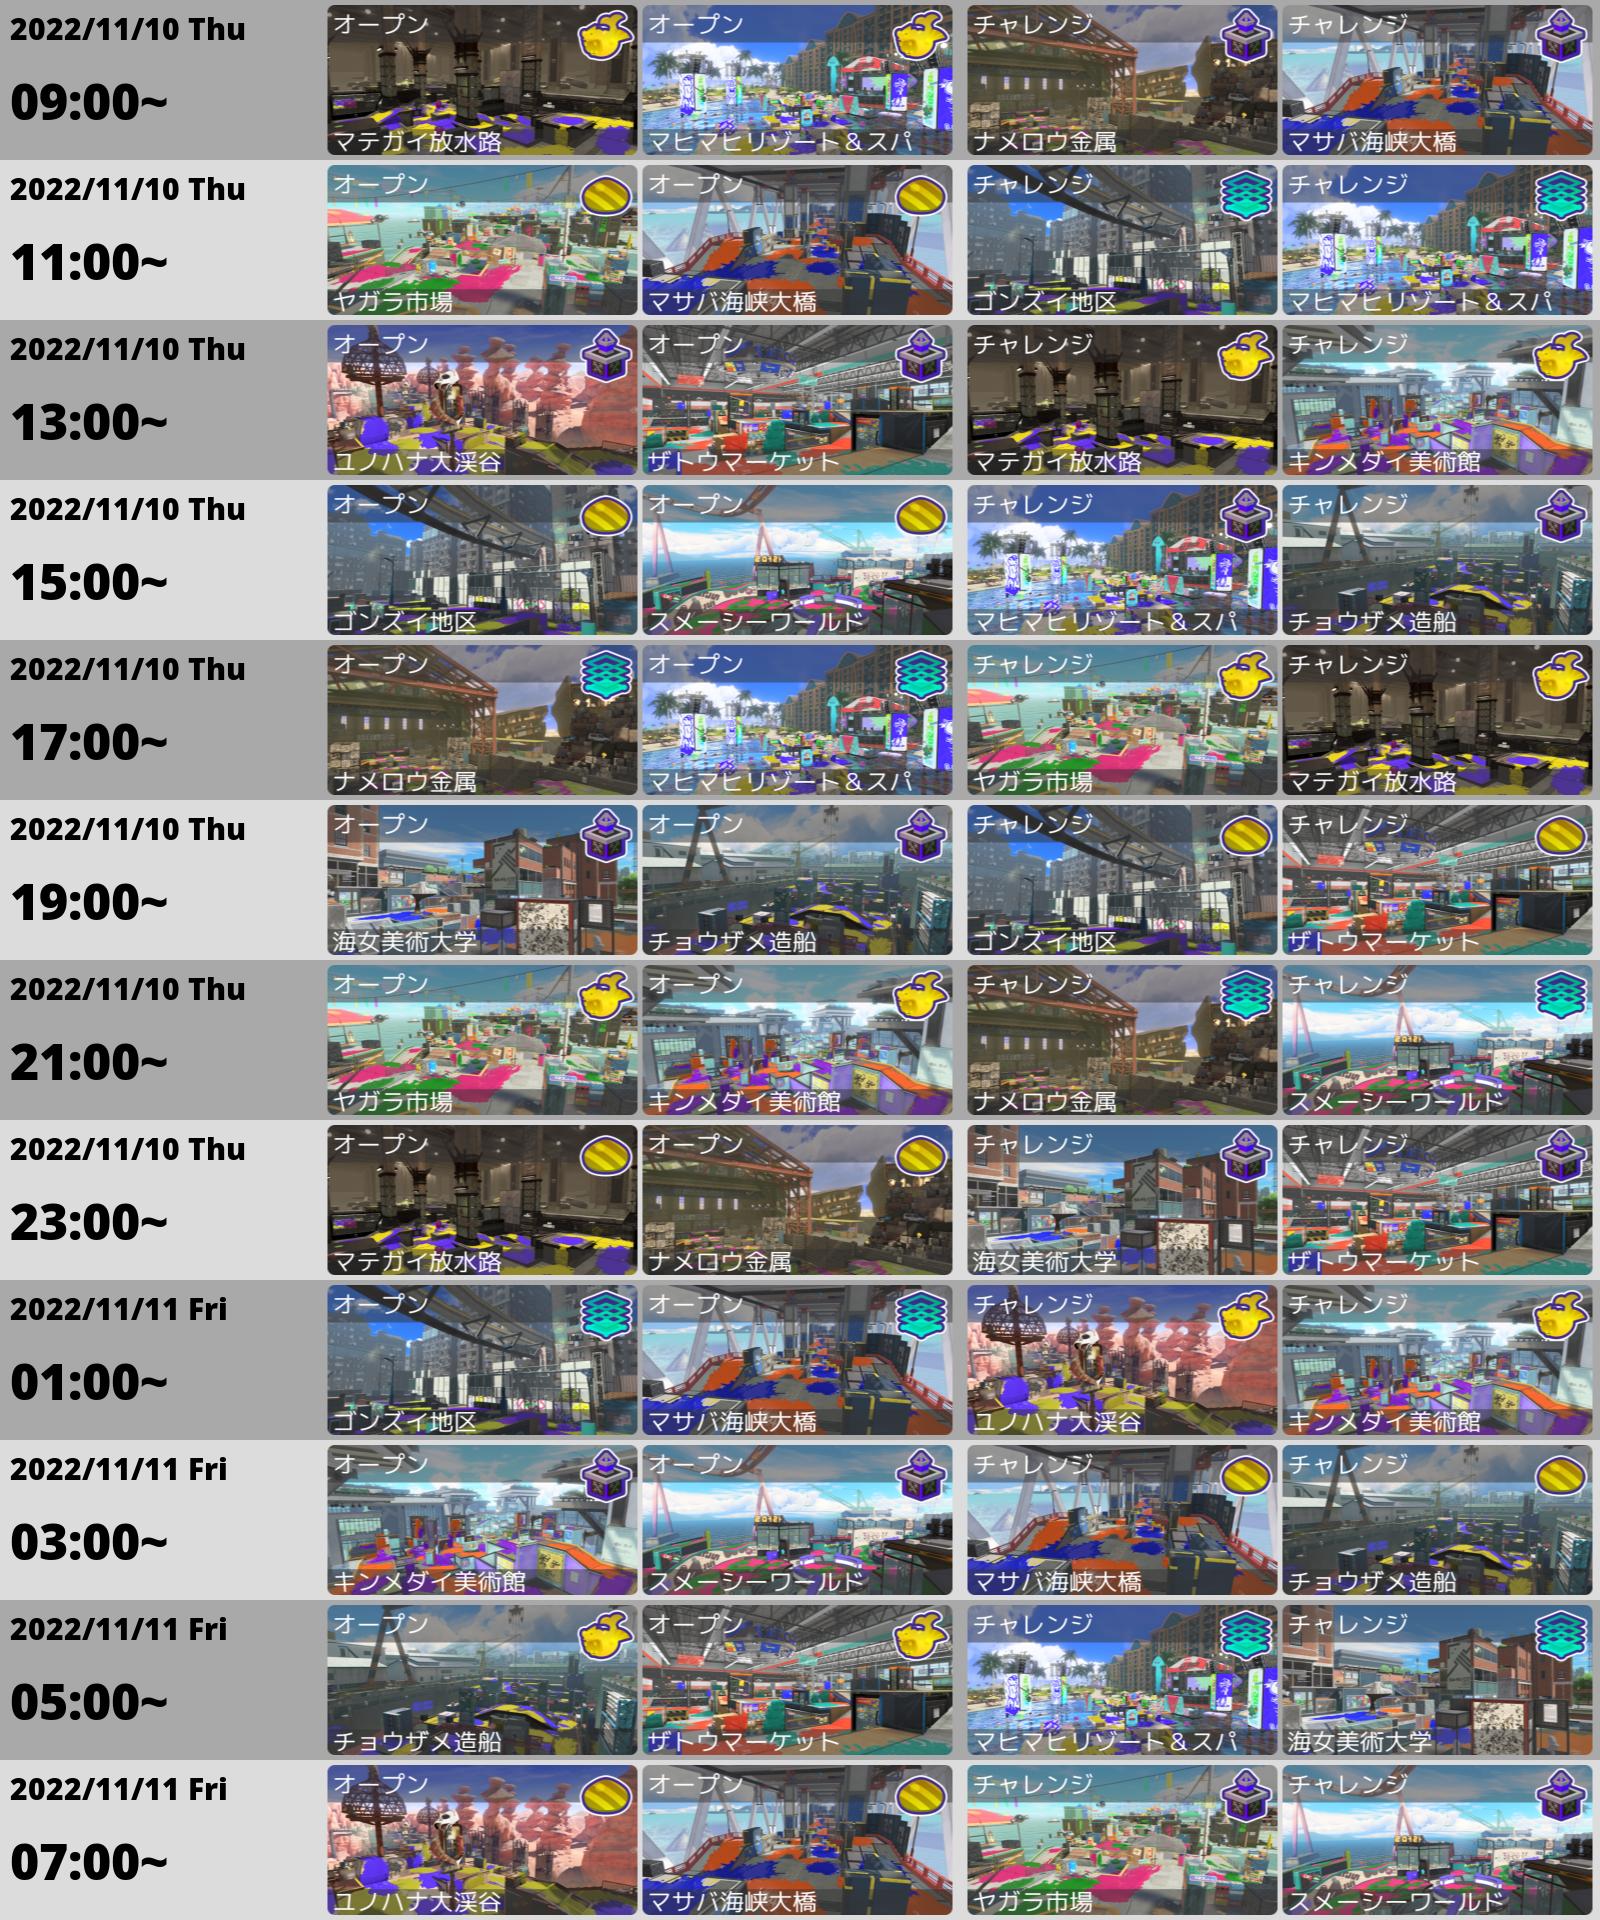 2022/11/10 Thu
09:00~
オープン
マテガイ放水路
オープン
マヒマヒリゾート＆スパ
チャレンジ
ナメロウ金属
チャレンジ
マサバ海峡大橋
2022/11/10 Thu
11:00~
オープン
ヤガラ市場
オープン
マサバ海峡大橋
チャレンジ
ゴンズイ地区
チャレンジ
マヒマヒリゾート＆スパ
2022/11/10 Thu
13:00~
オープン
ユノハナ大渓谷
オープン
ザトウマーケット
チャレンジ
マテガイ放水路
チャレンジ
キンメダイ美術館
2022/11/10 Thu
15:00~
オープン
ゴンズイ地区
オープン
スメーシーワールド
チャレンジ
マヒマヒリゾート＆スパ
チャレンジ
チョウザメ造船
2022/11/10 Thu
17:00~
オープン
ナメロウ金属
オープン
マヒマヒリゾート＆スパ
チャレンジ
ヤガラ市場
チャレンジ
マテガイ放水路
2022/11/10 Thu
19:00~
オープン
海女美術大学
オープン
チョウザメ造船
チャレンジ
ゴンズイ地区
チャレンジ
ザトウマーケット
2022/11/10 Thu
21:00~
オープン
ヤガラ市場
オープン
キンメダイ美術館
チャレンジ
ナメロウ金属
チャレンジ
スメーシーワールド
2022/11/10 Thu
23:00~
オープン
マテガイ放水路
オープン
ナメロウ金属
チャレンジ
海女美術大学
チャレンジ
ザトウマーケット
2022/11/11 Fri
01:00~
オープン
ゴンズイ地区
オープン
マサバ海峡大橋
チャレンジ
ユノハナ大渓谷
チャレンジ
キンメダイ美術館
2022/11/11 Fri
03:00~
オープン
キンメダイ美術館
オープン
スメーシーワールド
チャレンジ
マサバ海峡大橋
チャレンジ
チョウザメ造船
2022/11/11 Fri
05:00~
オープン
チョウザメ造船
オープン
ザトウマーケット
チャレンジ
マヒマヒリゾート＆スパ
チャレンジ
海女美術大学
2022/11/11 Fri
07:00~
オープン
ユノハナ大渓谷
オープン
マサバ海峡大橋
チャレンジ
ヤガラ市場
チャレンジ
スメーシーワールド